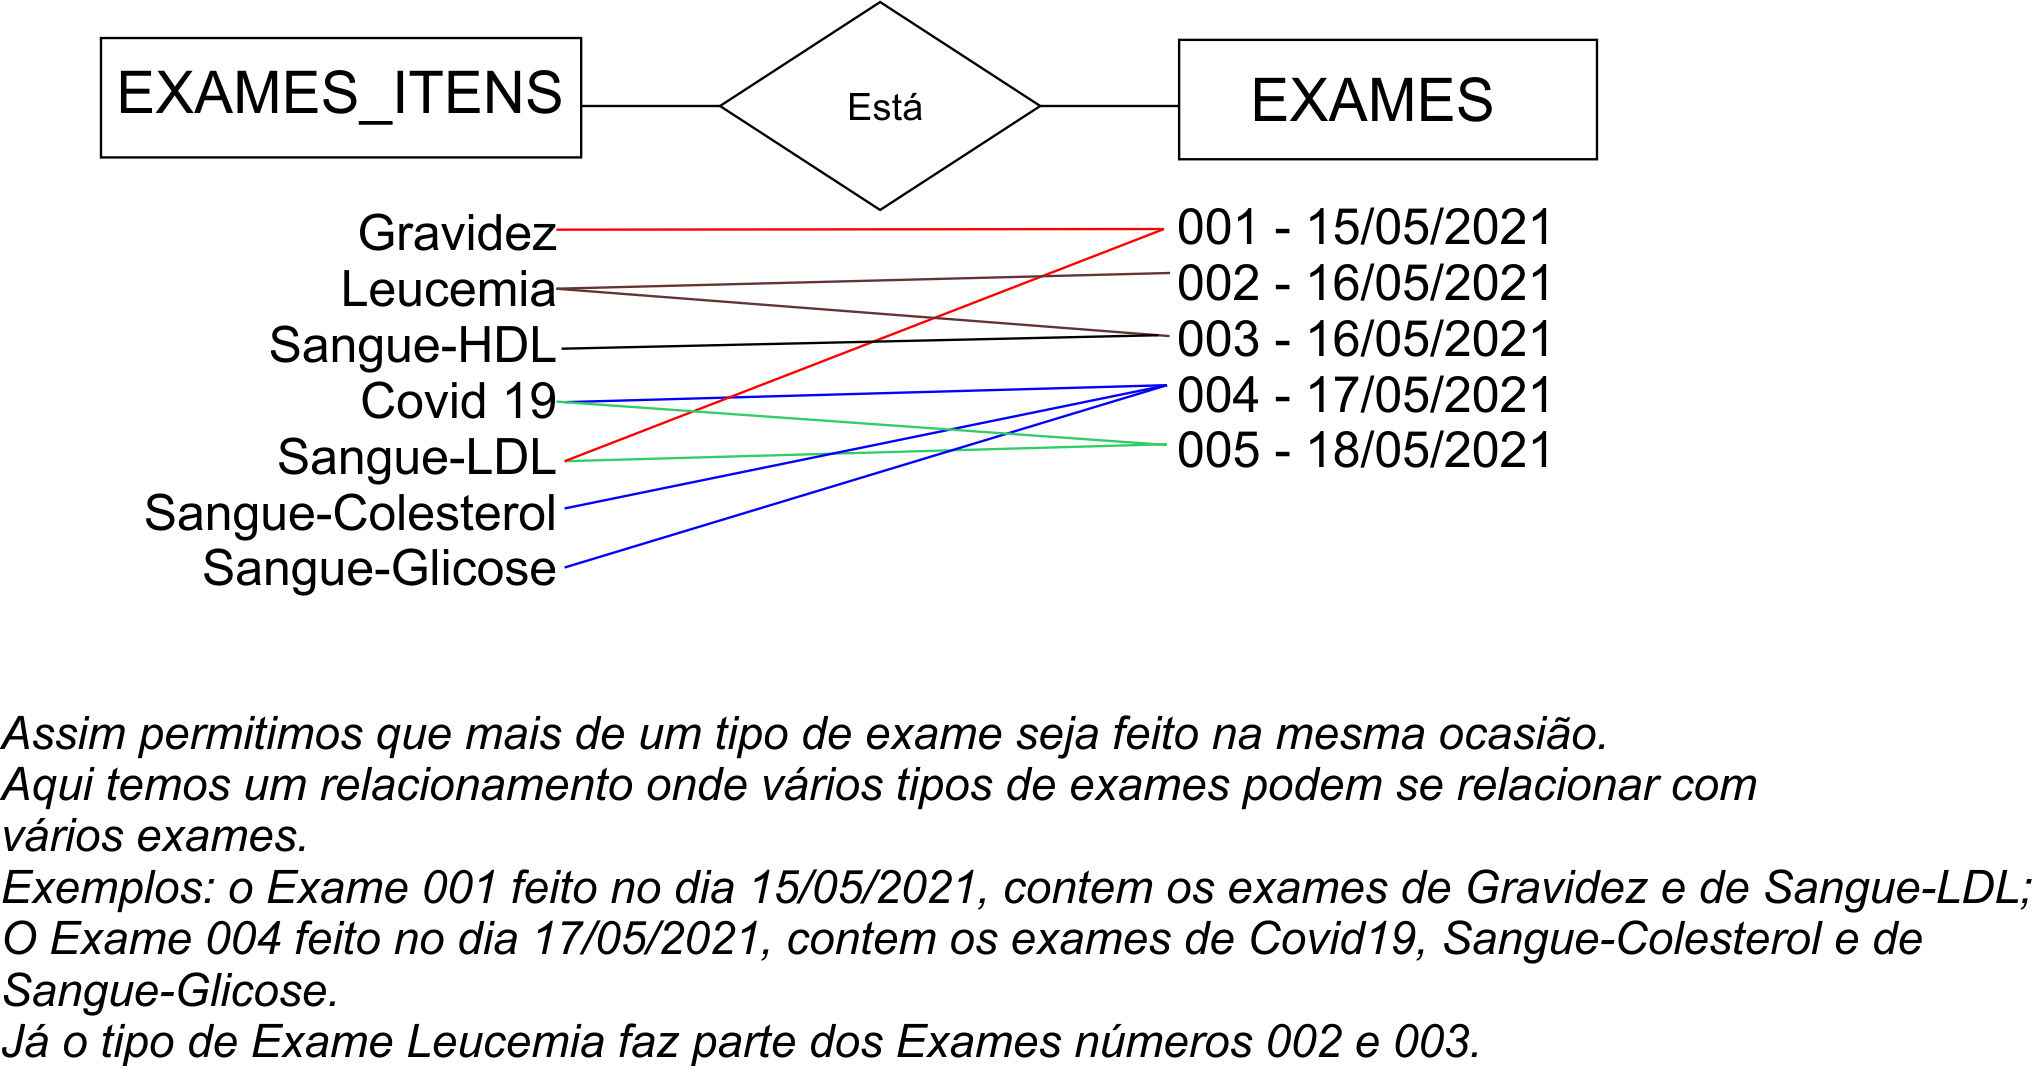 EXAMES_ITENS
Está
EXAMES
Gravidez
Leucemia
Sangue-HDL
Covid 19
Sangue-LDL
Sangue-Colesterol
Sangue-Glicose
001 - 15/05/2021
002 - 16/05/2021
003 - 16/05/2021
004 - 17/05/2021
005 - 18/05/2021
Assim permitimos que mais de um tipo de exame seja feito na mesma ocasião.
Aqui temos um relacionamento onde vários tipos de exames podem se relacionar com
vários exames.
Exemplos: o Exame 001 feito no dia 15/05/2021, contem os exames de Gravidez e de Sangue-LDL;
O Exame 004 feito no dia 17/05/2021, contem os exames de Covid19, Sangue-Colesterol e de
Sangue-Glicose.
Já o tipo de Exame Leucemia faz parte dos Exames números 002 e 003.